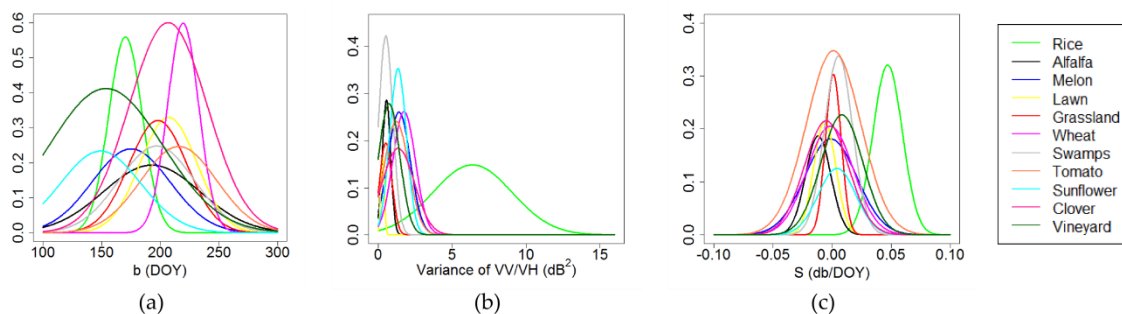 0.0 0.1 0.2 0.3 0.4 0.5 0.6
100 150 200 250 300
b (DOY)
(a)
0.0 0.1 0.2 0.3 0.4
0 5 10 15
Variance of VV/VH (dB²)
(b)
0.0 0.1 0.2 0.3 0.4
-0.10 -0.05 0.00 0.05 0.10
S (db/DOY)
(c)
Rice
Alfalfa
Melon
Lawn
Grassland
Wheat
Swamps
Tomato
Sunflower
Clover
Vineyard